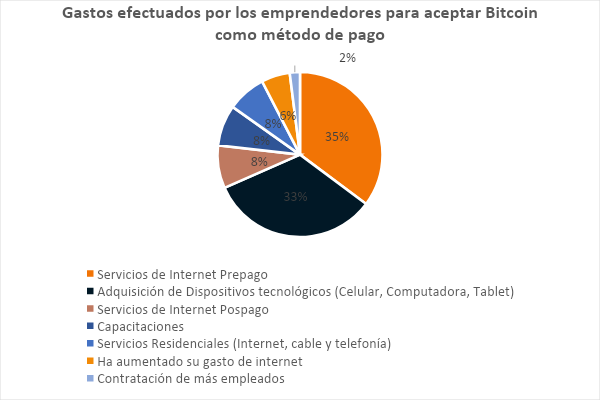 Gastos efectuados por los emprendedores para aceptar Bitcoin
como método de pago
2%
6%
8%
35%
8%
8%
33%
Servicios de Internet Prepago
Adquisición de Dispositivos tecnológicos (Celular, Computadora, Tablet)
Servicios de Internet Pospago
Capacitaciones
Servicios Residenciales (Internet, cable y telefonía)
Ha aumentado su gasto de internet
Contratación de más empleados